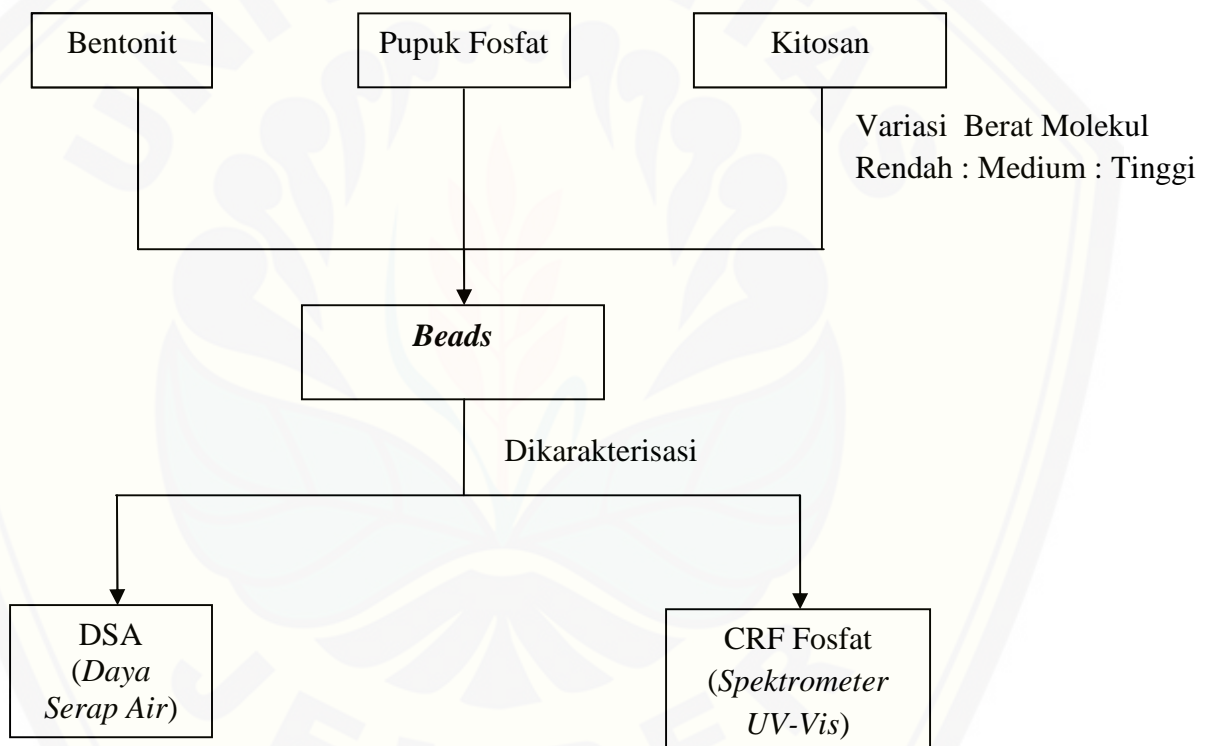 Bentonit
Pupuk Fosfat
Kitosan
Variasi Berat Molekul
Rendah : Medium : Tinggi
Beads
Dikarakterisasi
DSA
(Daya
Serap Air)
CRF Fosfat
(Spektrometer
UV-Vis)